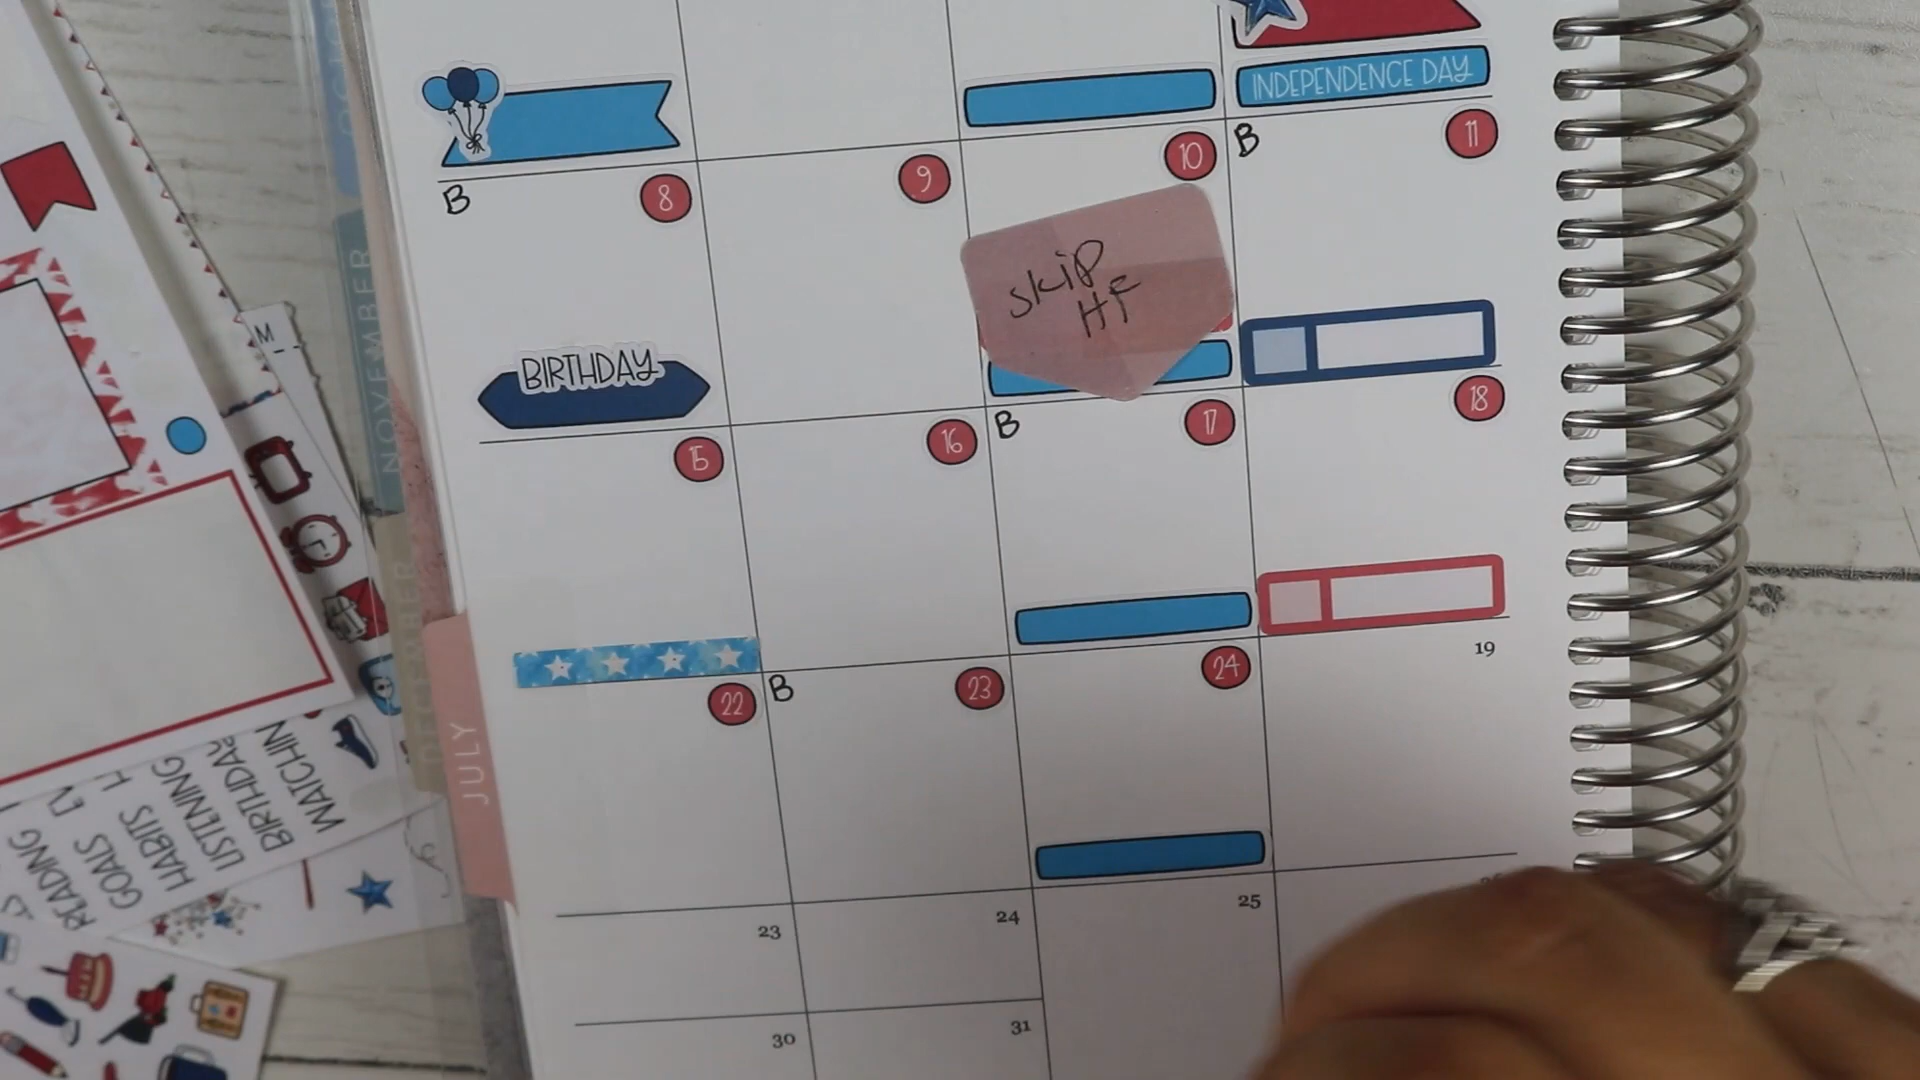 INDEPENDENCE DAY
B
8
9
10
B
11
SKIP
HF
BIRTHDAY
15
16
B
17
18
22
B
23
24
19
23
24
25
30
31
NOVEMBER
JULY
M
READING
GOALS
HABITS
LISTENING
BIRTHDAY
WATCHIN